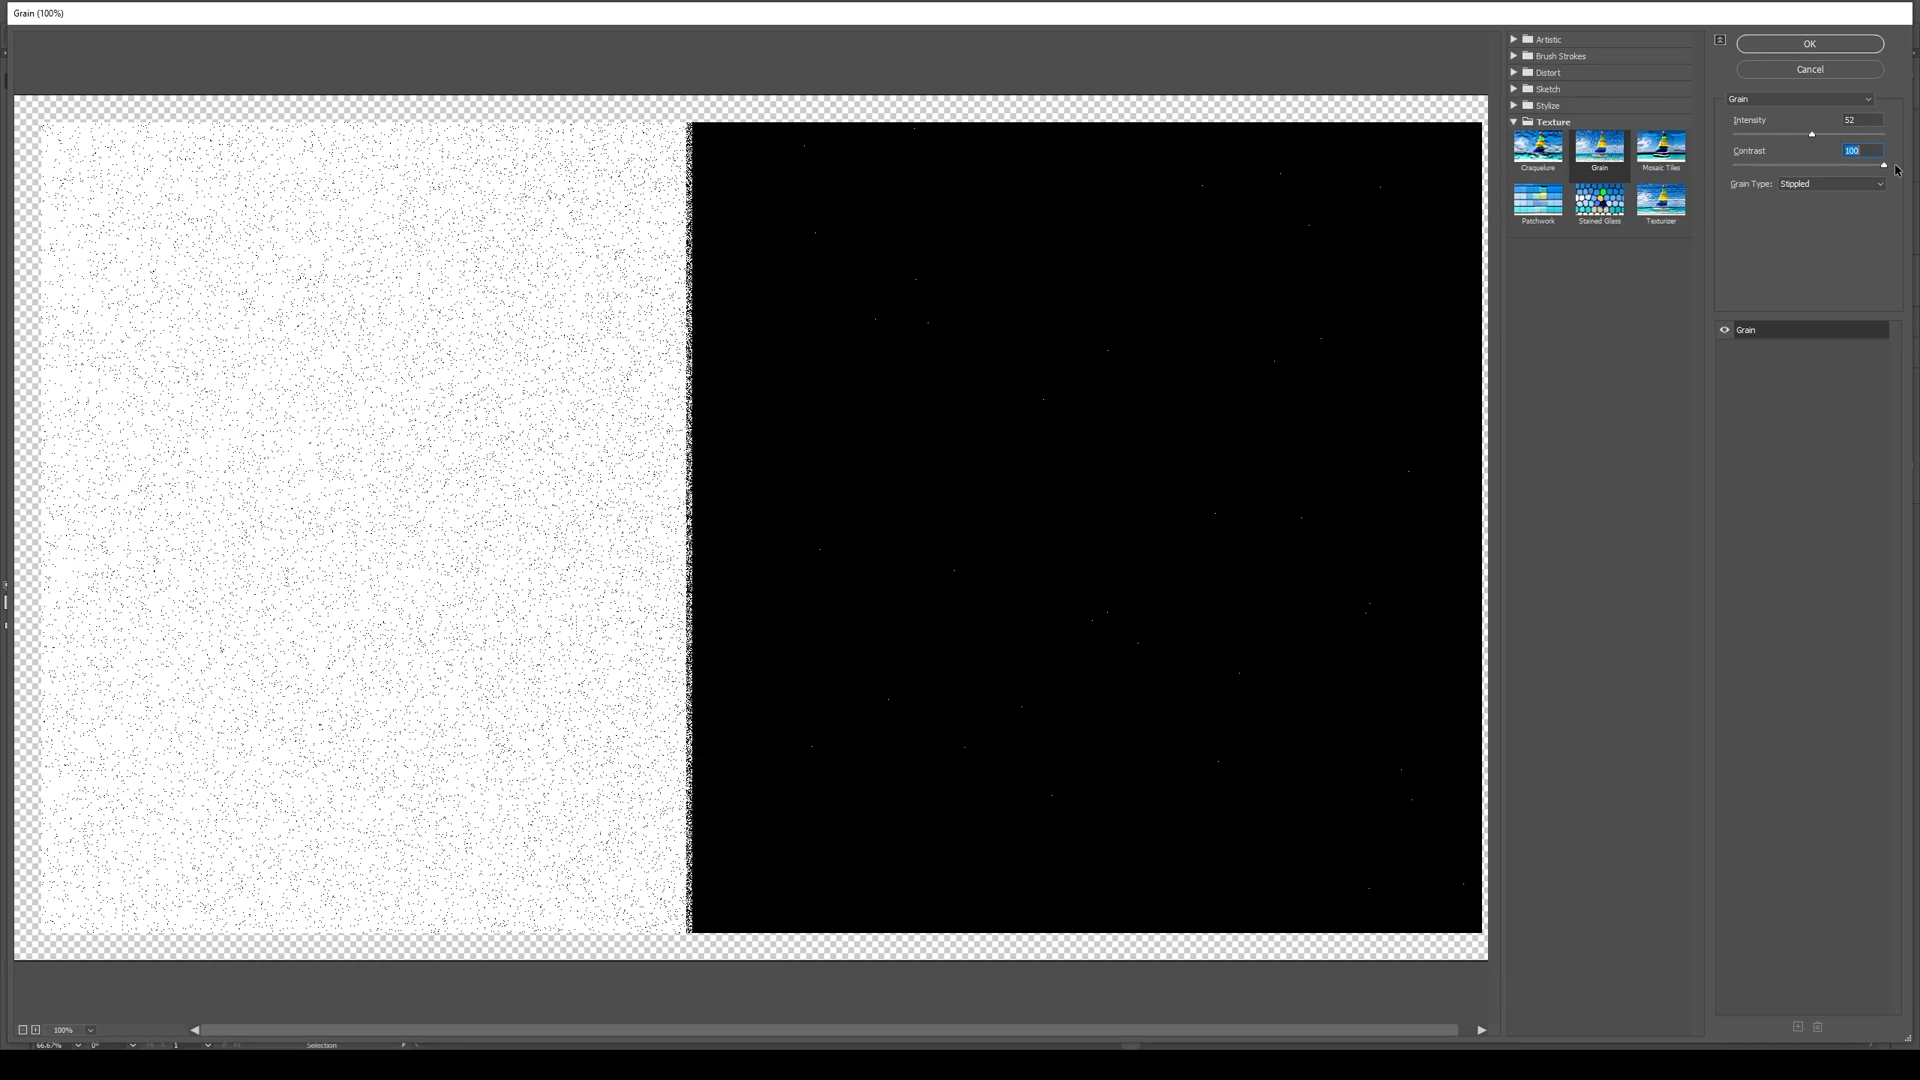 Grain (100%)
Artistic
Brush Strokes
Distort
Sketch
Stylize
Texture
Craquelure
Grain
Mosaic Tiles
Patchwork
Stained Glass
Texturizer
OK
Cancel
Grain
Intensity 52
Contrast 100
Grain Type: Stippled
Grain
100%
66.67%
0°
1
Selection